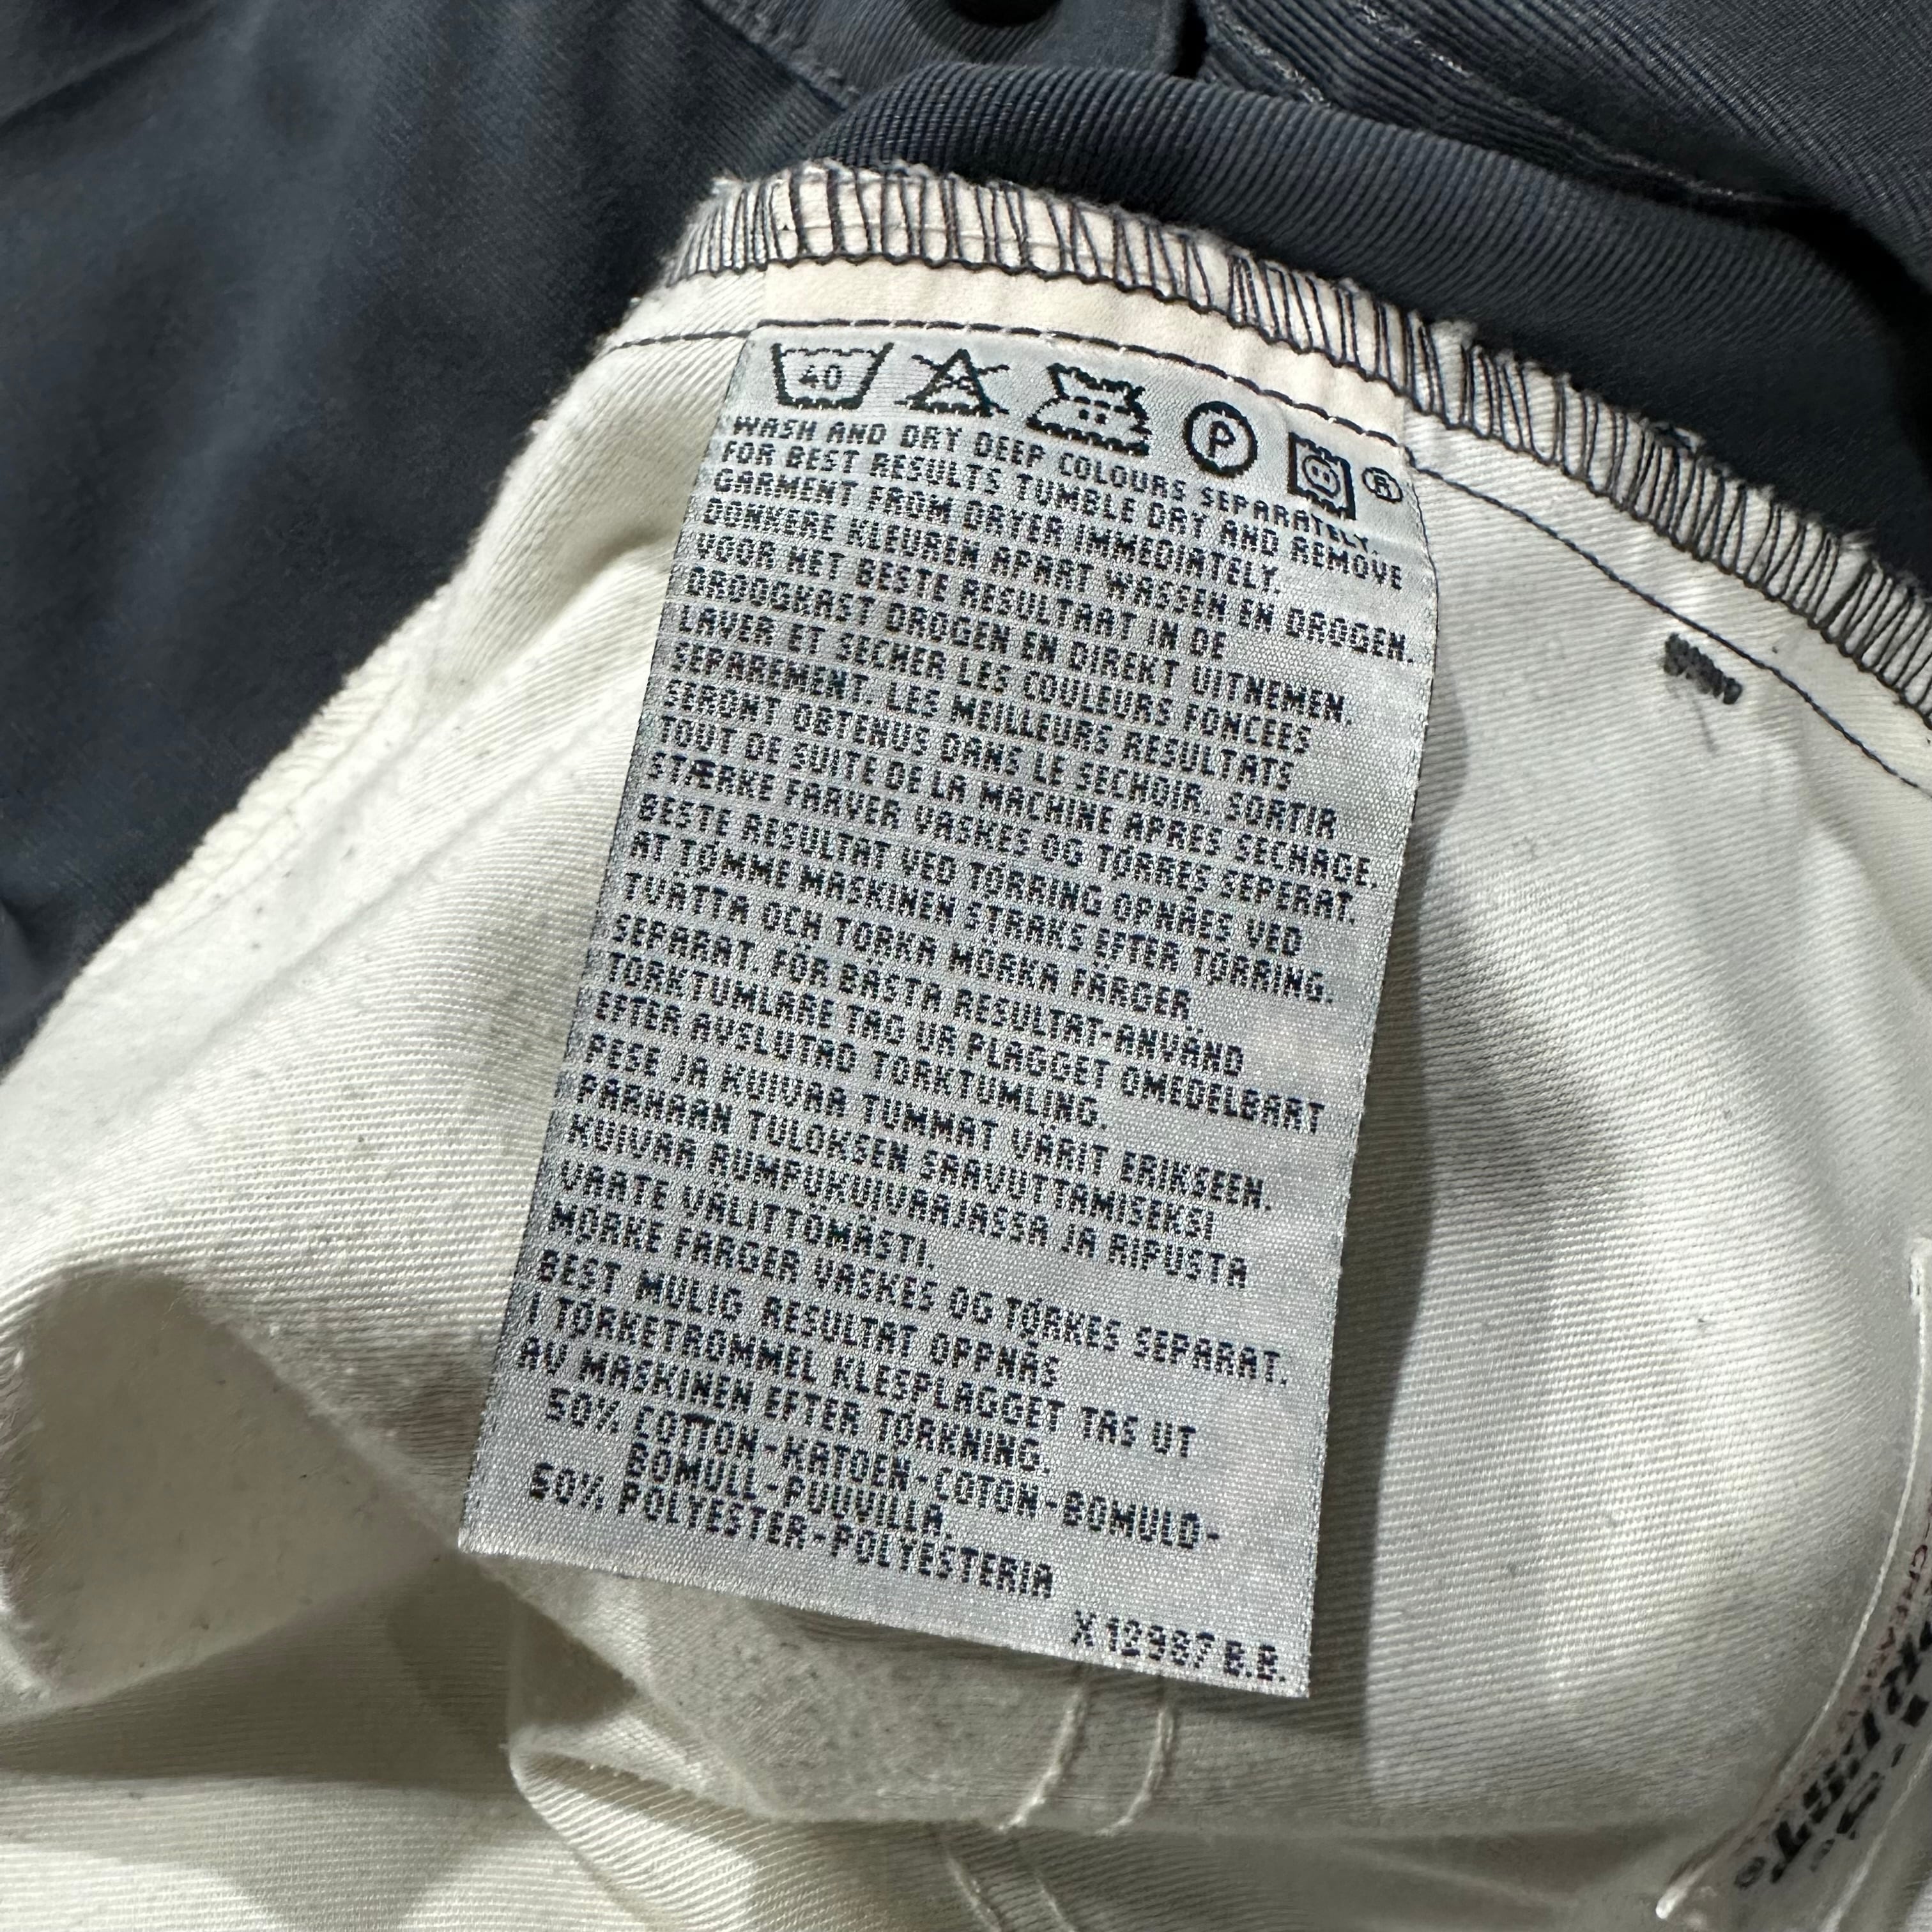 40
P
®
WASH AND DRY DEEP COLOURS SEPARATELY.
FOR BEST RESULTS TUMBLE DRY AND REMOVE
GARMENT FROM DRYER IMMEDIATELY.
DONKERE KLEUREN APART WASSEN EN DROGEN.
VOOR HET BESTE RESULTAAT IN DE
DROOGKAST DROGEN EN DIREKT UITNEMEN.
LAVER ET SECHER LES COULEURS FONCEES
SEPAREMENT. LES MEILLEURS RESULTATS
SERONT OBTENUS DANS LE SECHOIR. SORTIR
TOUT DE SUITE DE LA MACHINE APRES SECHAGE.
STÆRKE FARVER VASKES OG TØRRES SEPERAT.
BESTE RESULTAT VED TØRRING OPNÅES VED
AT TØMME MASKINEN STRAKS EFTER TØRRING.
TVÄTTA OCH TORKA MÖRKA FÄRGER
SEPARAT. FÖR BÄSTA RESULTAT-ANVÄND
TORKTUMLARE TAG UR PLAGGET OMEDELBART
EFTER AVSLUTAD TORKTUMLING.
PESE JA KUIVAA TUMMAT VÄRIT ERIKSEEN.
PARHAAN TULOKSEN SAAVUTTAMISEKSI
KUIVAA RUMPUKUIVAAJASSA JA RIPUSTA
VAATE VÄLITTÖMÄSTI.
MØRKE FARGER VASKES OG TØRKES SEPARAT.
BEST MULIG RESULTAT OPPNÅS
I TØRKETROMMEL KLESPLAGGET TAS UT
AV MASKINEN EFTER TØRKNING.
50% COTTON-KATOEN-COTON-BOMULD-
BOMULL-PUUVILLA
50% POLYESTER-POLYESTERIA
X 12987 B.B.